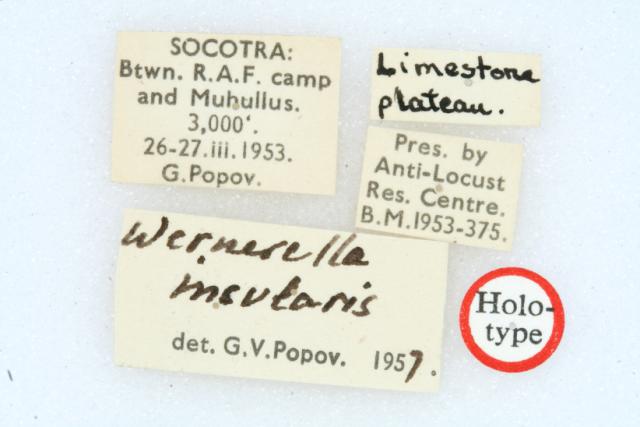 SOCOTRA:
Btwn. R.A.F. camp
and Muhullus.
3,000'.
26-27.iii.1953.
G.Popov.
Limestone
plateau.
Pres. by
Anti-Locust
Res. Centre.
B.M.1953-375.
Wernerella
insularis
det. G.V.Popov. 1957.
Holo-
type